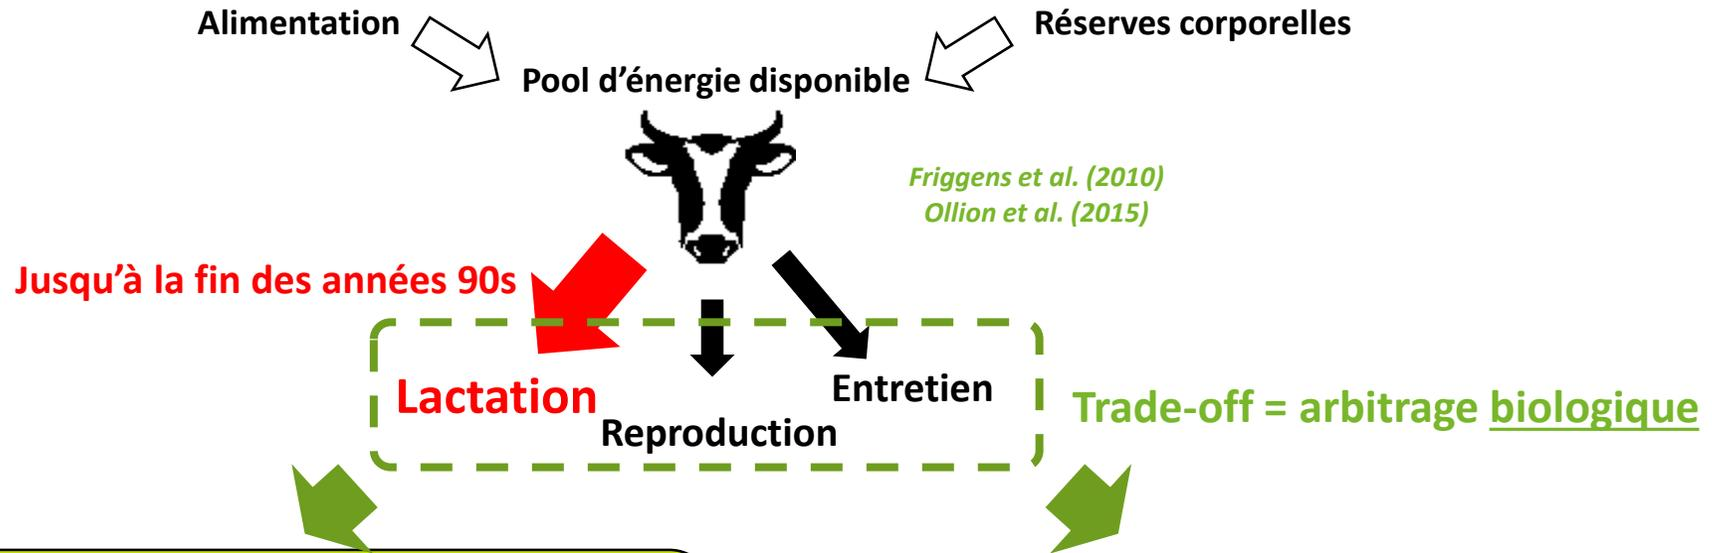 Alimentation
Réserves corporelles
Pool d’énergie disponible
Friggens et al. (2010)
Ollion et al. (2015)
Jusqu’à la fin des années 90s
Lactation
Reproduction
Entretien
Trade-off = arbitrage biologique